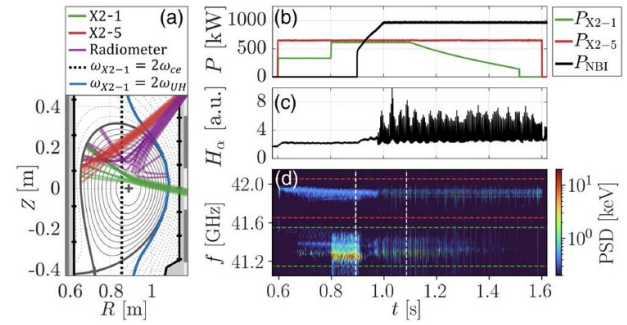 X2-1
X2-5
Radiometer
ω_X2−1 = 2ω_ce
ω_X2−1 = 2ω_UH
(a)
0.4
0.2
0
-0.2
-0.4
Z [m]
0.6 0.8 1.0
R [m]
(b)
1000
500
0
P [kW]
P_X2−1
P_X2−5
P_NBI
(c)
8
4
0
H_α [a.u.]
(d)
42.0
41.6
41.2
f [GHz]
0.6 0.8 1.0 1.2 1.4 1.6
t [s]
10^1
10^0
PSD [keV]